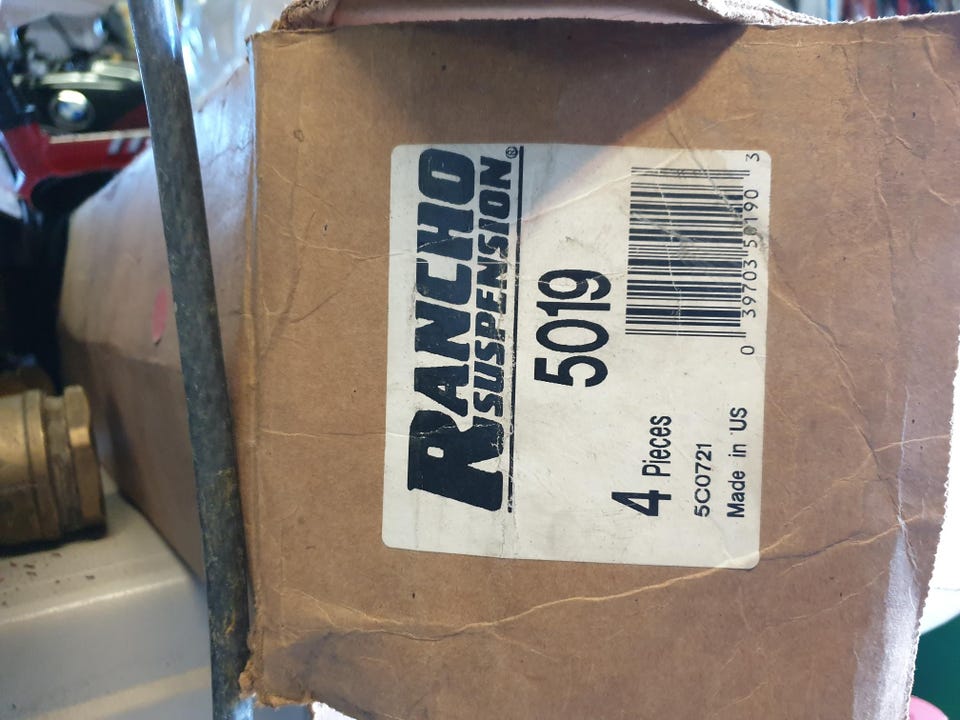 RANCHO
SUSPENSION®
5019
4 Pieces
5C0721
Made in US
0 39703 50190 3